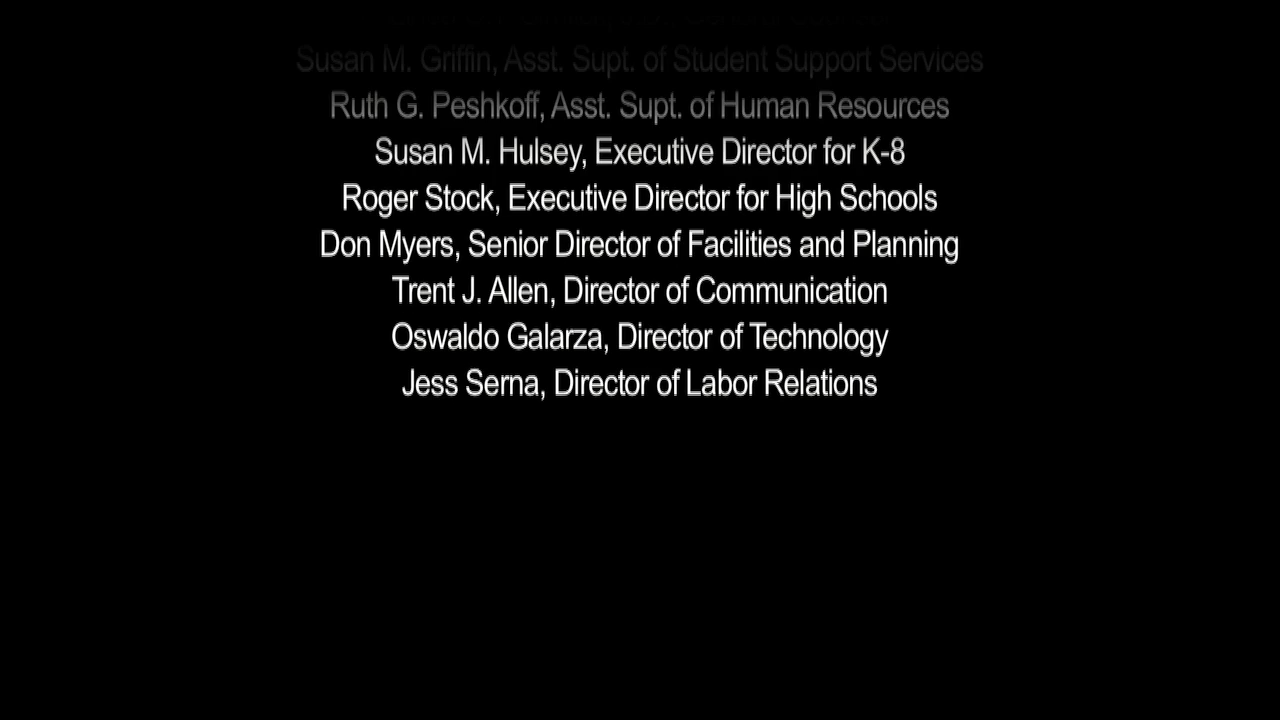 Susan M. Griffin, Asst. Supt. of Student Support Services
Ruth G. Peshkoff, Asst. Supt. of Human Resources
Susan M. Hulsey, Executive Director for K-8
Roger Stock, Executive Director for High Schools
Don Myers, Senior Director of Facilities and Planning
Trent J. Allen, Director of Communication
Oswaldo Galarza, Director of Technology
Jess Serna, Director of Labor Relations